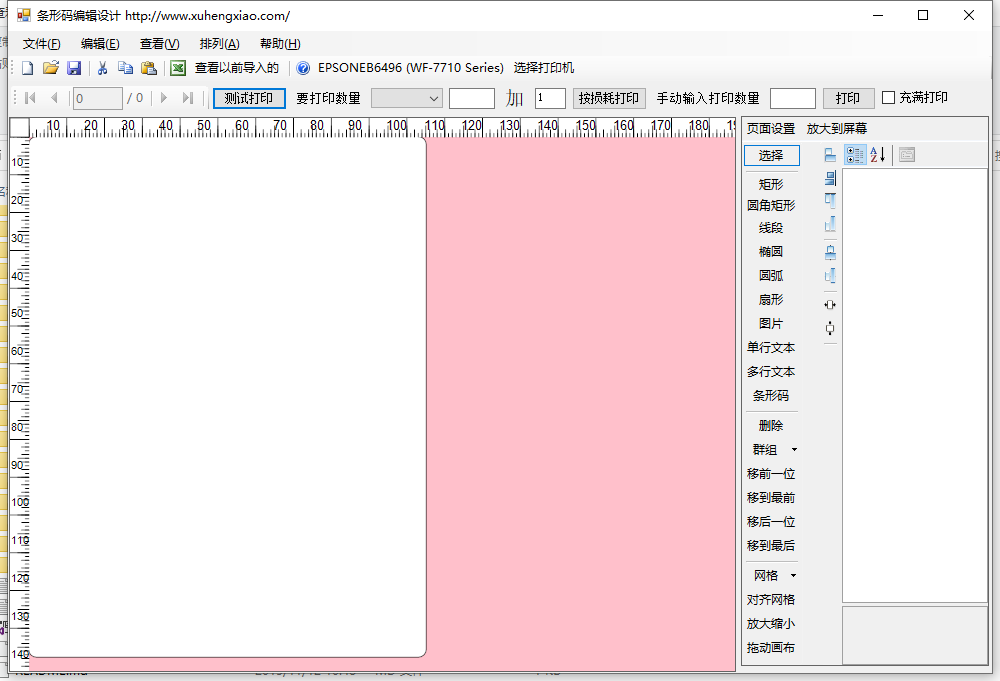 条形码编辑设计 http://www.xuhengxiao.com/
文件(F) 编辑(E) 查看(V) 排列(A) 帮助(H)
查看以前导入的 EPSONEB6496 (WF-7710 Series) 选择打印机
0 / 0 测试打印 要打印数量 加 1 按损耗打印 手动输入打印数量 打印 充满打印
10 20 30 40 50 60 70 80 90 100 110 120 130 140 150 160 170 180
10
20
30
40
50
60
70
80
90
100
110
120
130
140
页面设置 放大到屏幕
选择
矩形
圆角矩形
线段
椭圆
圆弧
扇形
图片
单行文本
多行文本
条形码
删除
群组
移前一位
移到最前
移后一位
移到最后
网格
对齐网格
放大缩小
拖动画布